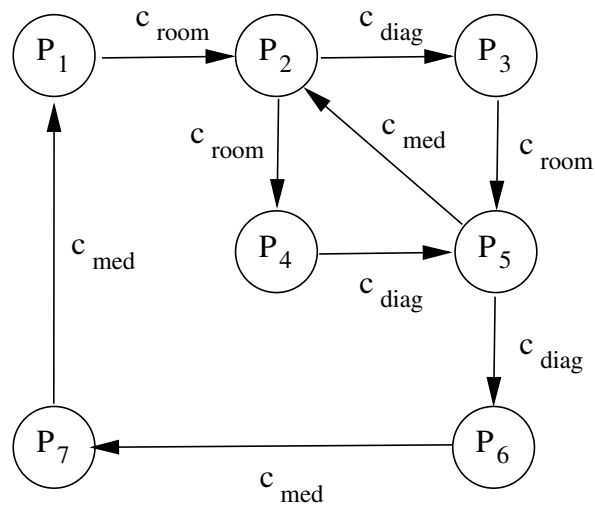 c room
c diag
P1
P2
P3
c room
c med
c room
c med
P4
P5
c diag
c diag
P7
P6
c med